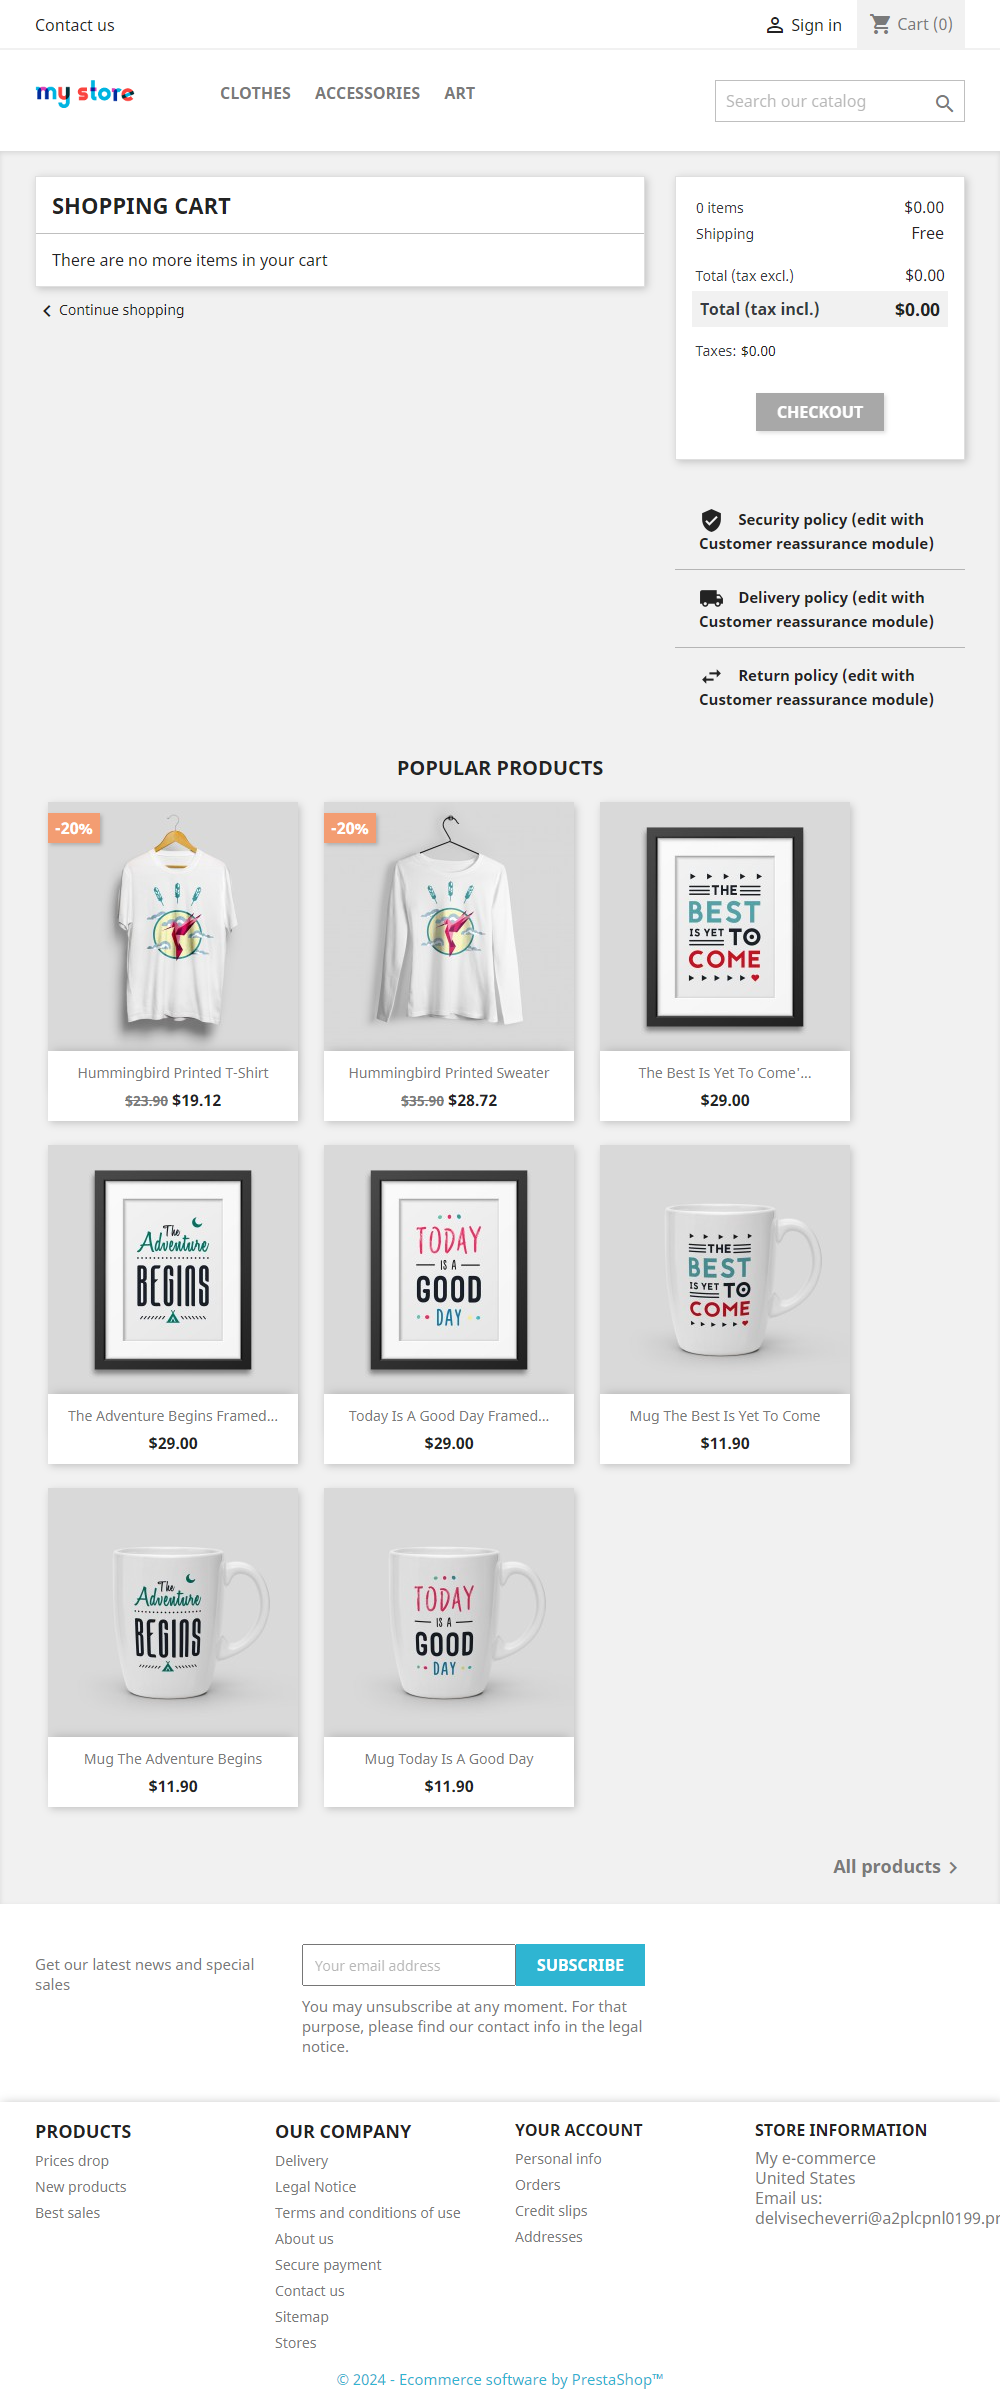 Contact us
Sign in
Cart (0)
my store
CLOTHES ACCESSORIES ART
Search our catalog
SHOPPING CART
There are no more items in your cart
Continue shopping
0 items $0.00
Shipping Free
Total (tax excl.) $0.00
Total (tax incl.) $0.00
Taxes: $0.00
CHECKOUT
Security policy (edit with
Customer reassurance module)
Delivery policy (edit with
Customer reassurance module)
Return policy (edit with
Customer reassurance module)
POPULAR PRODUCTS
-20%
Hummingbird Printed T-Shirt
$23.90 $19.12
-20%
Hummingbird Printed Sweater
$35.90 $28.72
THE
BEST
IS YET TO
COME
The Best Is Yet To Come'...
$29.00
The
Adventure
BEGINS
The Adventure Begins Framed...
$29.00
TODAY
IS A
GOOD
DAY
Today Is A Good Day Framed...
$29.00
THE
BEST
IS YET TO
COME
Mug The Best Is Yet To Come
$11.90
The
Adventure
BEGINS
Mug The Adventure Begins
$11.90
TODAY
IS A
GOOD
DAY
Mug Today Is A Good Day
$11.90
All products
Get our latest news and special
sales
Your email address
SUBSCRIBE
You may unsubscribe at any moment. For that
purpose, please find our contact info in the legal
notice.
PRODUCTS
Prices drop
New products
Best sales
OUR COMPANY
Delivery
Legal Notice
Terms and conditions of use
About us
Secure payment
Contact us
Sitemap
Stores
YOUR ACCOUNT
Personal info
Orders
Credit slips
Addresses
STORE INFORMATION
My e-commerce
United States
Email us:
delvisecheverri@a2plcpnl0199.pr
© 2024 - Ecommerce software by PrestaShop™